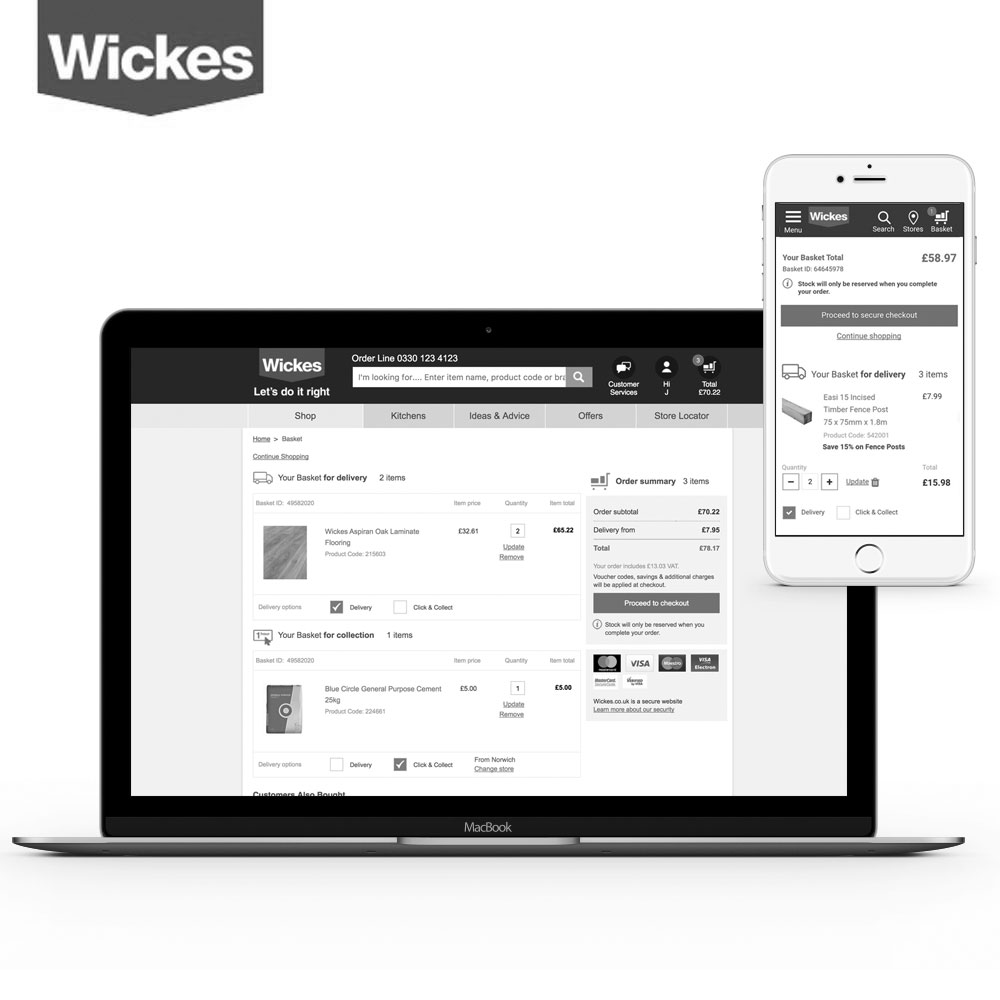 Wickes
Menu
Wickes
Search
Stores
1
Basket
Your Basket Total
£58.97
Basket ID: 64645978
i Stock will only be reserved when you complete
your order.
Proceed to secure checkout
Continue shopping
Your Basket for delivery 3 items
Easi 15 Incised
Timber Fence Post
75 x 75mm x 1.8m
£7.99
Product Code: 542001
Save 15% on Fence Posts
Quantity
Total
− 2 + Update £15.98
Delivery
Click & Collect
Wickes
Let's do it right
Order Line 0330 123 4123
I'm looking for.... Enter item name, product code or bra
Customer
Services
Hi
J
3
Total
£70.22
Shop
Kitchens
Ideas & Advice
Offers
Store Locator
Home > Basket
Continue Shopping
Your Basket for delivery 2 items
Basket ID: 49582020
Item price
Quantity
Item total
Wickes Aspiran Oak Laminate
Flooring
Product Code: 215603
£32.61
2
Update
Remove
£65.22
Delivery options
Delivery
Click & Collect
Your Basket for collection 1 items
Basket ID: 49582020
Item price
Quantity
Item total
Blue Circle General Purpose Cement
25kg
Product Code: 224661
£5.00
1
Update
Remove
£5.00
Delivery options
Delivery
Click & Collect
From Norwich
Change store
Customers Also Bought
Order summary 3 items
Order subtotal £70.22
Delivery from £7.95
Total £78.17
Your order includes £13.03 VAT.
Voucher codes, savings & additional charges
will be applied at checkout.
Proceed to checkout
i Stock will only be reserved when you
complete your order.
VISA
Maestro
VISA
Electron
MasterCard
Wickes.co.uk is a secure website
Learn more about our security
MacBook